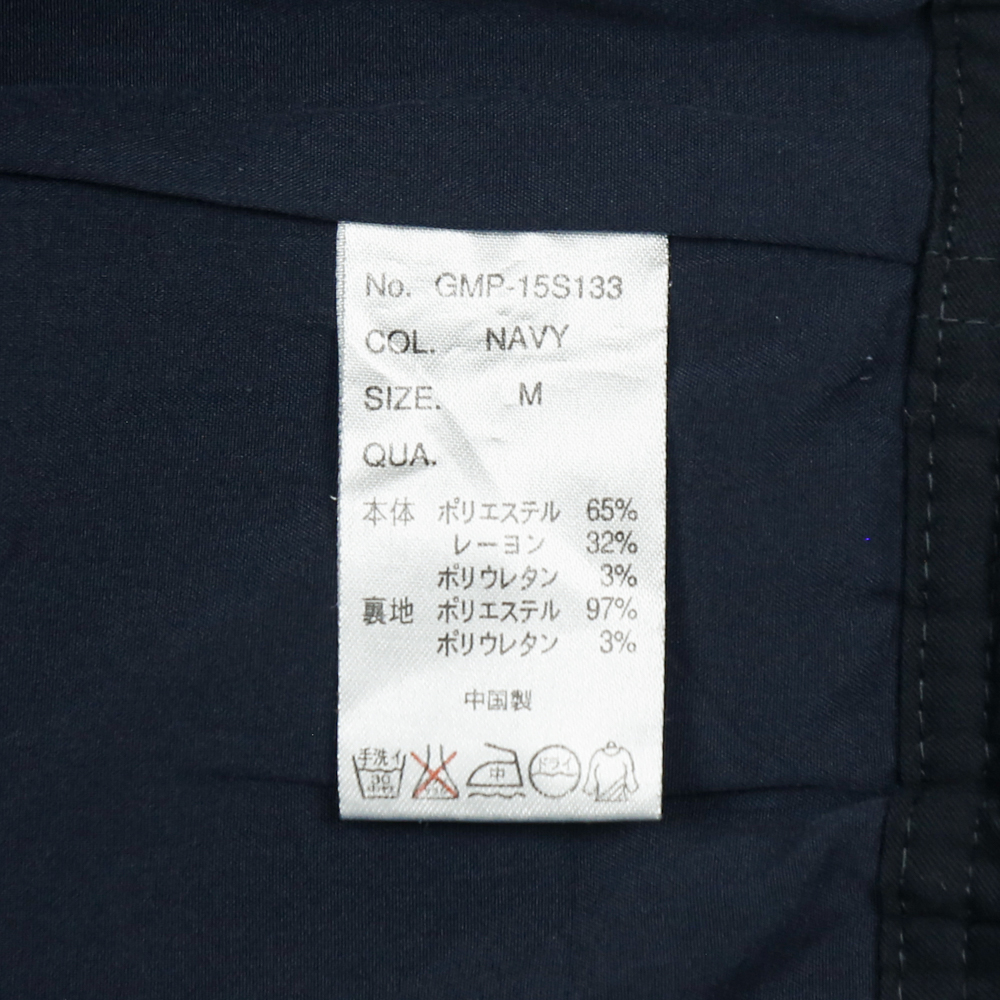 No. GMP-15S133
COL. NAVY
SIZE. M
QUA.
本体 ポリエステル 65%
レーヨン 32%
ポリウレタン 3%
裏地 ポリエステル 97%
ポリウレタン 3%
中国製
手洗イ 30 中 ドライ